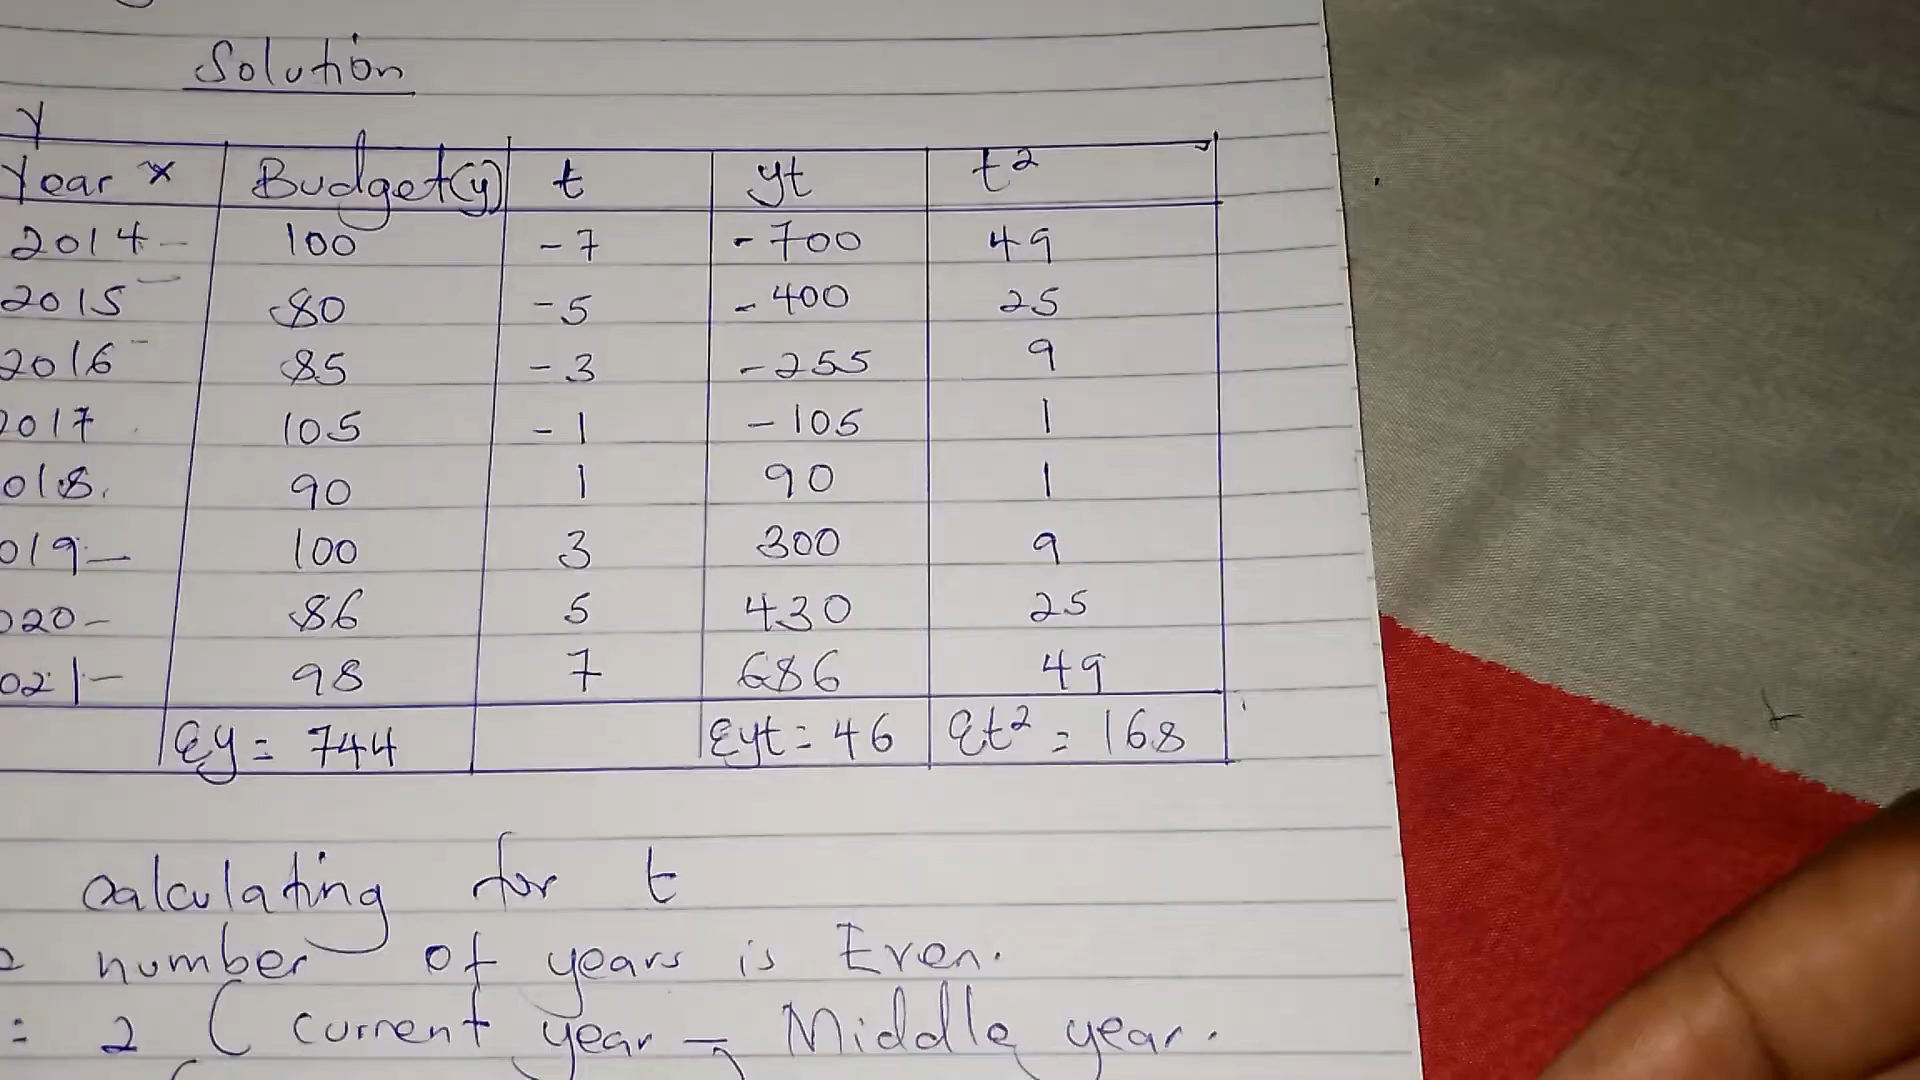 Solution
Y
Year x Budget(y) t yt t2
2014 - 100 -7 -700 49
2015 - 80 -5 -400 25
2016 - 85 -3 -255 9
2017 105 -1 -105 1
018. 90 1 90 1
019 - 100 3 300 9
020 - 86 5 430 25
021 - 98 7 686 49
Σy = 744 Σyt = 46 Σt2 = 168
calculating for t
number of years is Even.
= 2 ( current year - Middle year.